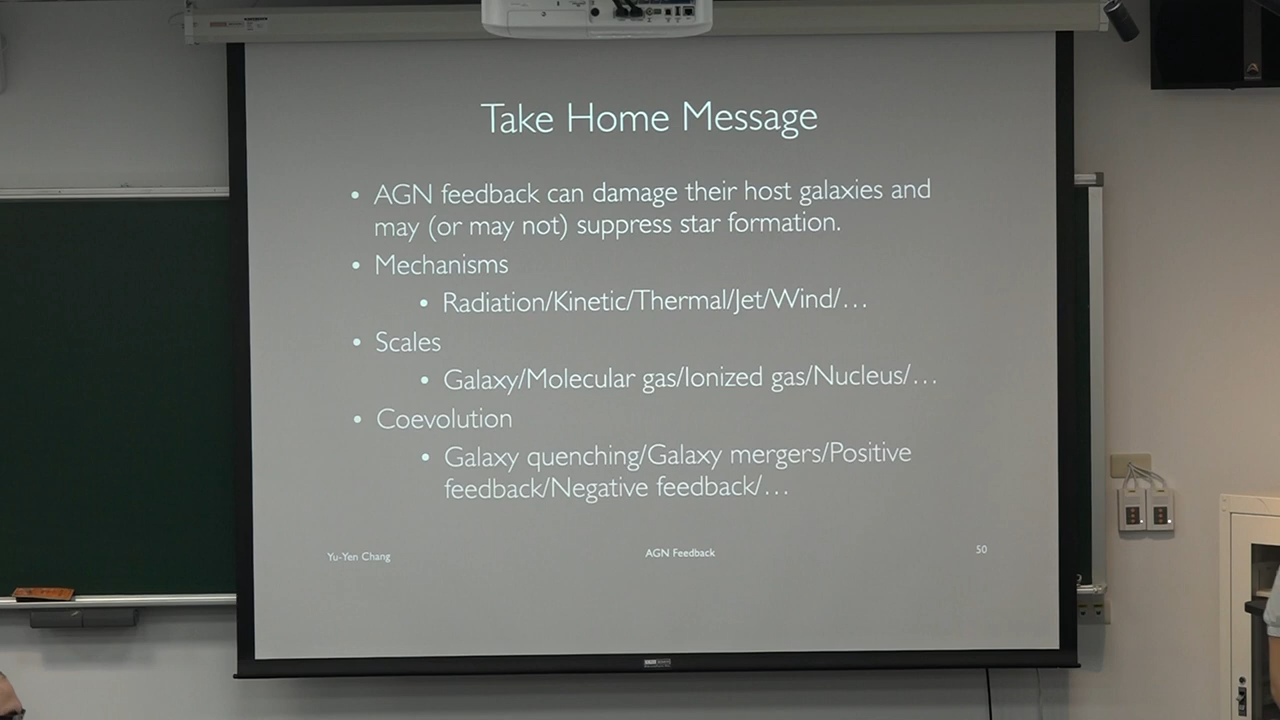 Take Home Message
• AGN feedback can damage their host galaxies and
may (or may not) suppress star formation.
• Mechanisms
• Radiation/Kinetic/Thermal/Jet/Wind/…
• Scales
• Galaxy/Molecular gas/Ionized gas/Nucleus/…
• Coevolution
• Galaxy quenching/Galaxy mergers/Positive
feedback/Negative feedback/…
Yu-Yen Chang
AGN Feedback
50